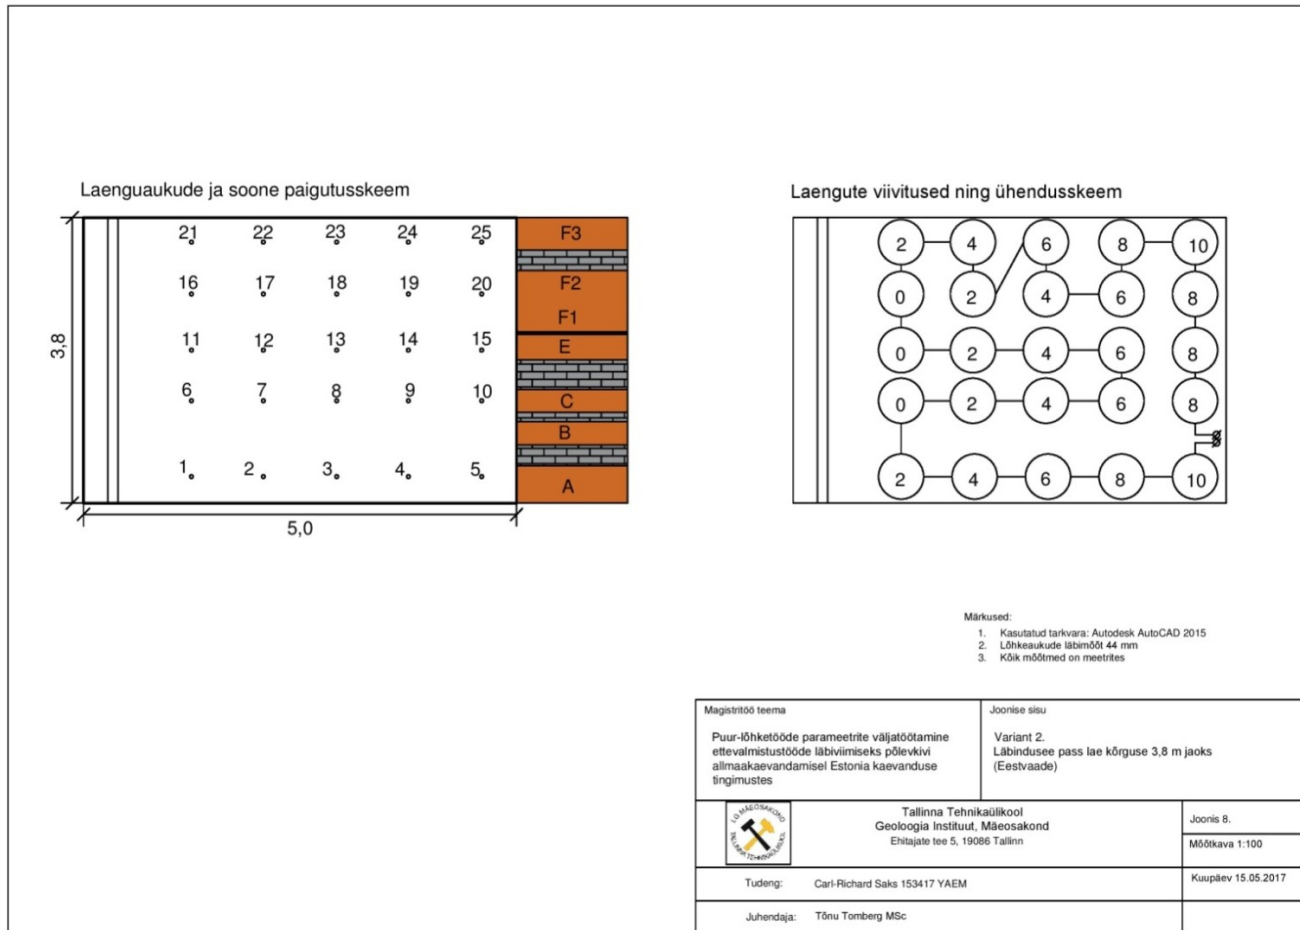 Laenguaukude ja soone paigutusskeem
21 22 23 24 25
16 17 18 19 20
11 12 13 14 15
6 7 8 9 10
1 2 3 4 5
3,8
5,0
F3
F2
F1
E
C
B
A
Laengute viivitused ning ühendusskeem
2 4 6 8 10
0 2 4 6 8
0 2 4 6 8
0 2 4 6 8
2 4 6 8 10
Märkused:
1. Kasutatud tarkvara: Autodesk AutoCAD 2015
2. Lõhkeaukude läbimõõt 44 mm
3. Kõik mõõtmed on meetrites
Magistritöö teema
Puur-lõhketööde parameetrite väljatöötamine
ettevalmistustööde läbiviimiseks põlevkivi
allmaakaevandamisel Estonia kaevanduse
tingimustes
Joonise sisu
Variant 2.
Läbindusee pass lae kõrguse 3,8 m jaoks
(Eestvaade)
LG MÄEOSAKOND
TALLINNA TEHNIKAÜLIKOOL
Tallinna Tehnikaülikool
Geoloogia Instituut, Mäeosakond
Ehitajate tee 5, 19086 Tallinn
Joonis 8.
Mõõtkava 1:100
Tudeng: Carl-Richard Saks 153417 YAEM
Kuupäev 15.05.2017
Juhendaja: Tõnu Tomberg MSc